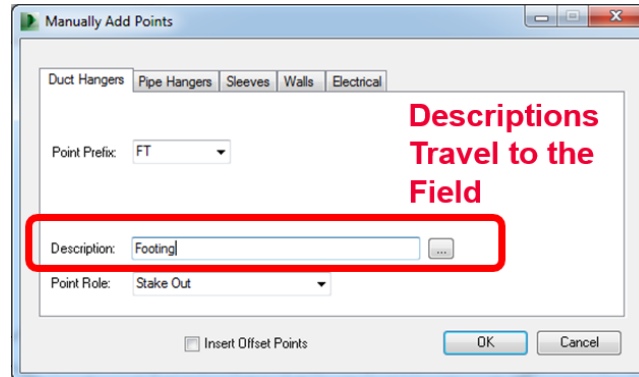 Manually Add Points
Duct Hangers Pipe Hangers Sleeves Walls Electrical
Descriptions
Travel to the
Field
Point Prefix: FT
Description: Footing ...
Point Role: Stake Out
Insert Offset Points OK Cancel